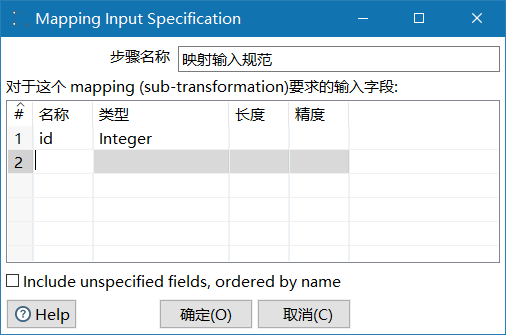 Mapping Input Specification
步骤名称 映射输入规范
对于这个 mapping (sub-transformation)要求的输入字段:
# 名称 类型 长度 精度
1 id Integer
2
Include unspecified fields, ordered by name
Help 确定(O) 取消(C)